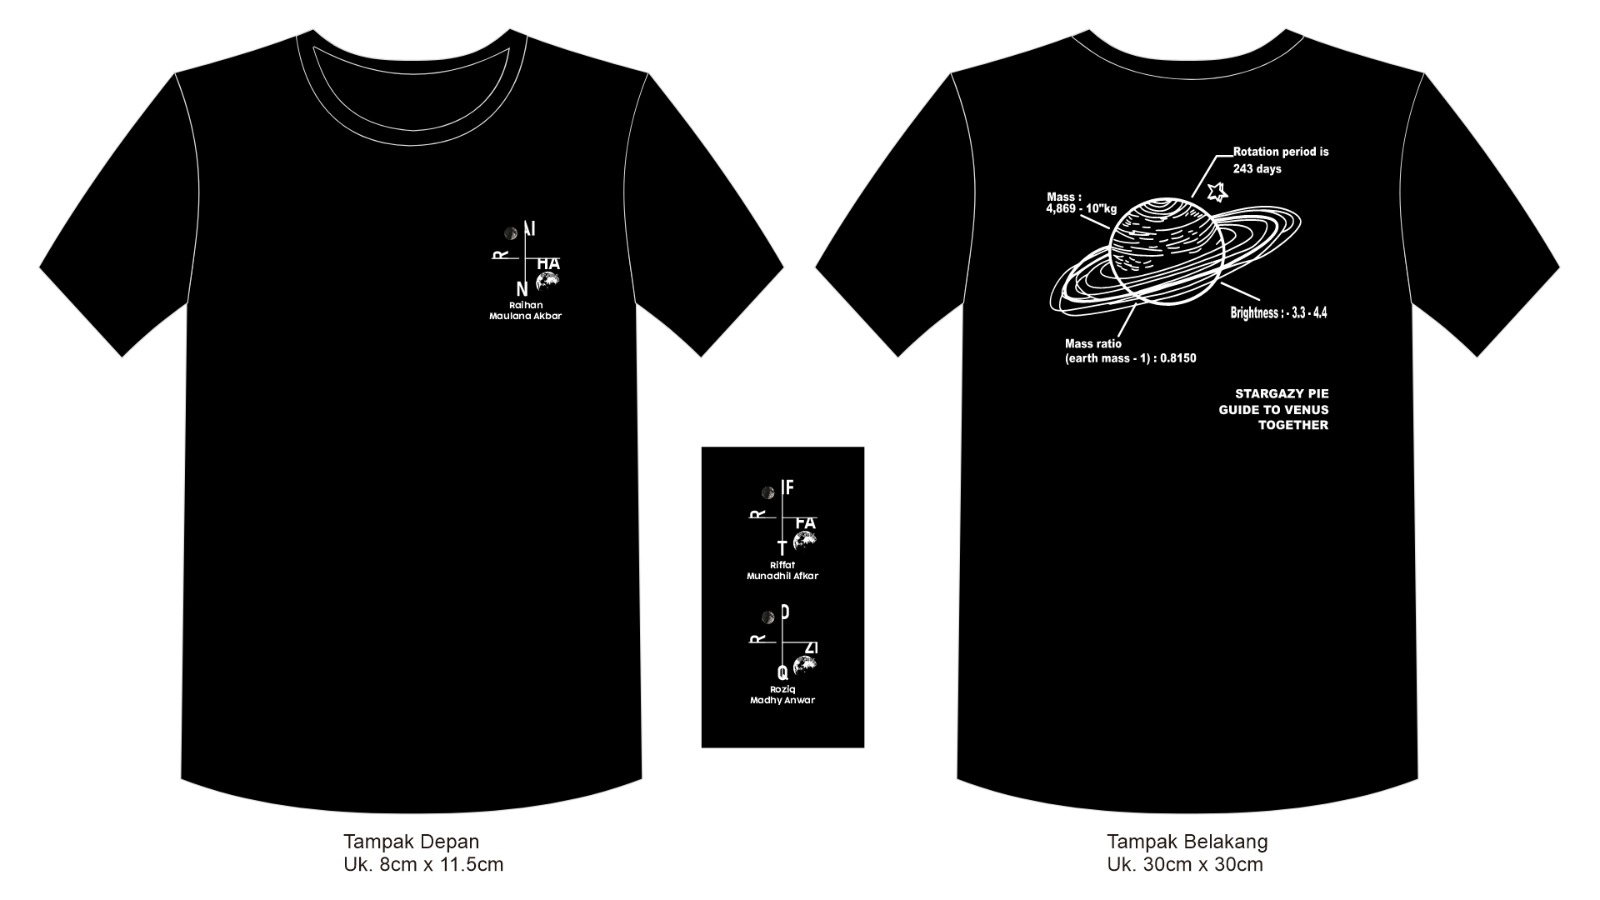 AI
R
HA
N
Raihan
Maulana Akbar
IF
R
FA
T
Riffat
Munadhil Afkar
O
R
ZI
Q
Roziq
Madhy Anwar
Rotation period is
243 days
Mass :
4,869 - 10"kg
Brightness : - 3.3 - 4.4
Mass ratio
(earth mass - 1) : 0.8150
STARGAZY PIE
GUIDE TO VENUS
TOGETHER
Tampak Depan
Uk. 8cm x 11.5cm
Tampak Belakang
Uk. 30cm x 30cm